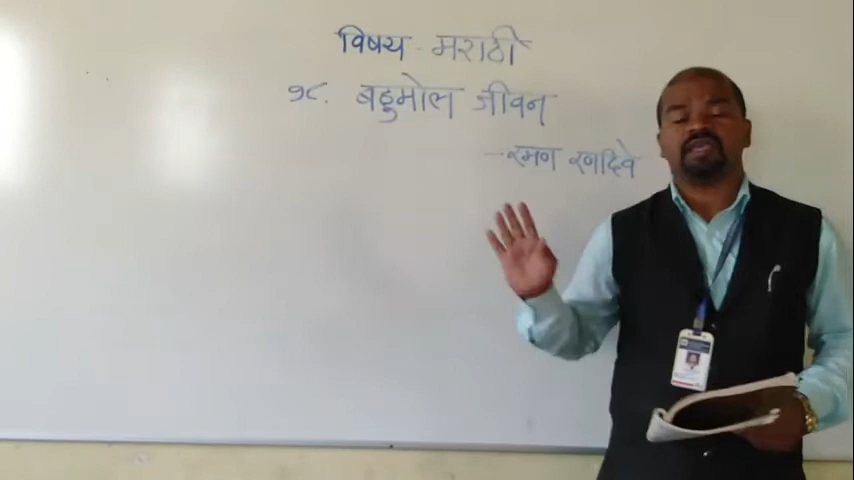 विषय - मराठी
१८. बहुमोल जीवन
- रमण रणदिवे